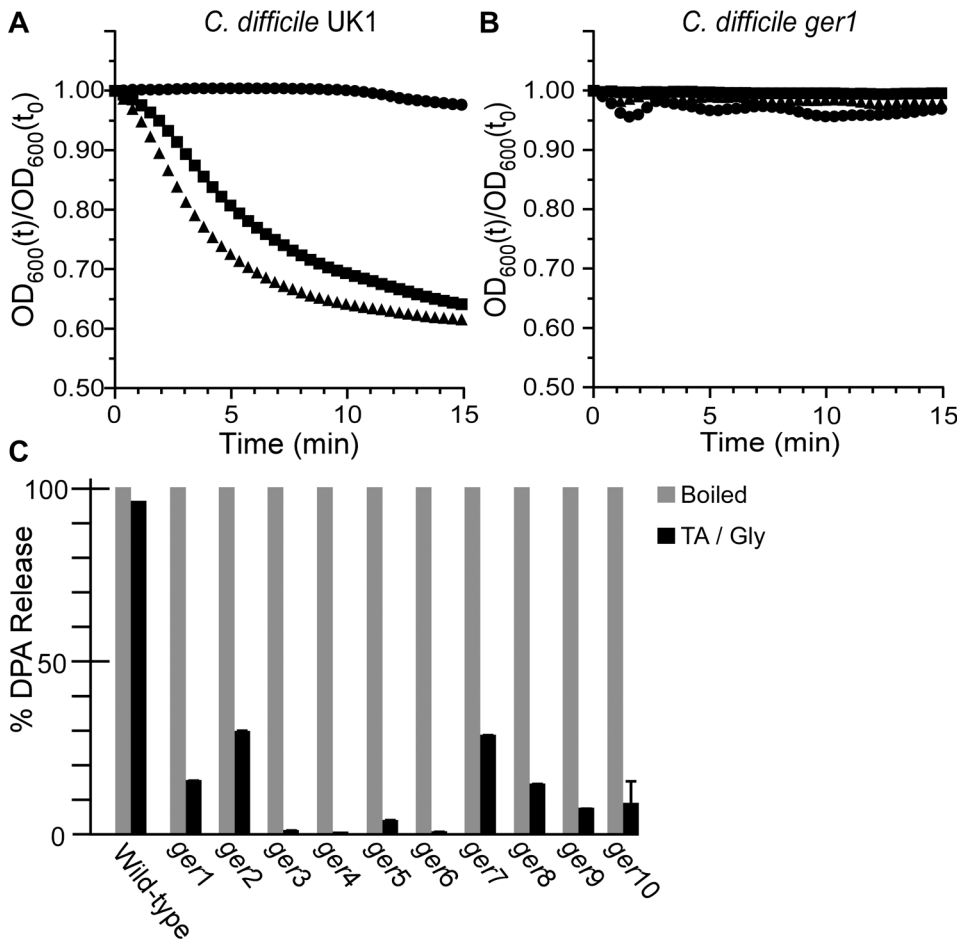 A
C. difficile UK1
B
C. difficile ger1
OD600(t)/OD600(t0)
1.00
0.90
0.80
0.70
0.60
0.50
0 5 10 15
Time (min)
OD600(t)/OD600(t0)
1.00
0.90
0.80
0.70
0.60
0.50
0 5 10 15
Time (min)
C
% DPA Release
100
50
0
Boiled
TA / Gly
Wild-type
ger1
ger2
ger3
ger4
ger5
ger6
ger7
ger8
ger9
ger10